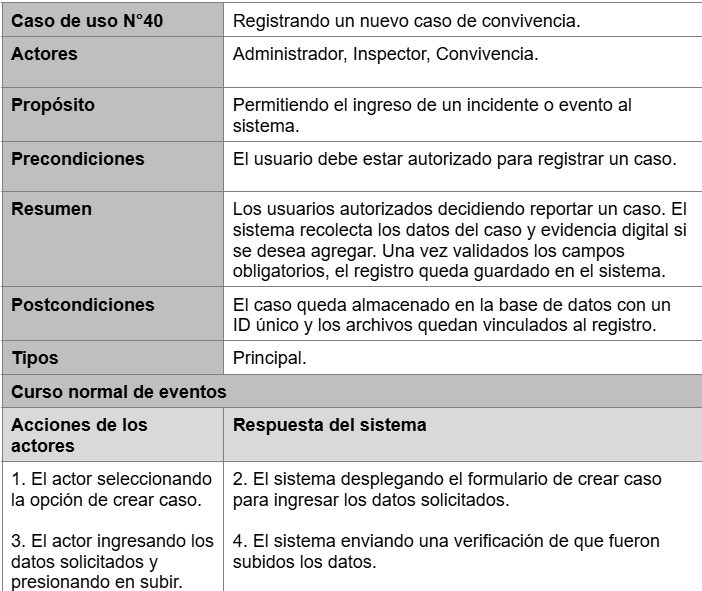 Caso de uso N°40
Registrando un nuevo caso de convivencia.
Actores
Administrador, Inspector, Convivencia.
Propósito
Permitiendo el ingreso de un incidente o evento al
sistema.
Precondiciones
El usuario debe estar autorizado para registrar un caso.
Resumen
Los usuarios autorizados decidiendo reportar un caso. El
sistema recolecta los datos del caso y evidencia digital si
se desea agregar. Una vez validados los campos
obligatorios, el registro queda guardado en el sistema.
Postcondiciones
El caso queda almacenado en la base de datos con un
ID único y los archivos quedan vinculados al registro.
Tipos
Principal.
Curso normal de eventos
Acciones de los
actores
Respuesta del sistema
1. El actor seleccionando
la opción de crear caso.
2. El sistema desplegando el formulario de crear caso
para ingresar los datos solicitados.
3. El actor ingresando los
datos solicitados y
presionando en subir.
4. El sistema enviando una verificación de que fueron
subidos los datos.